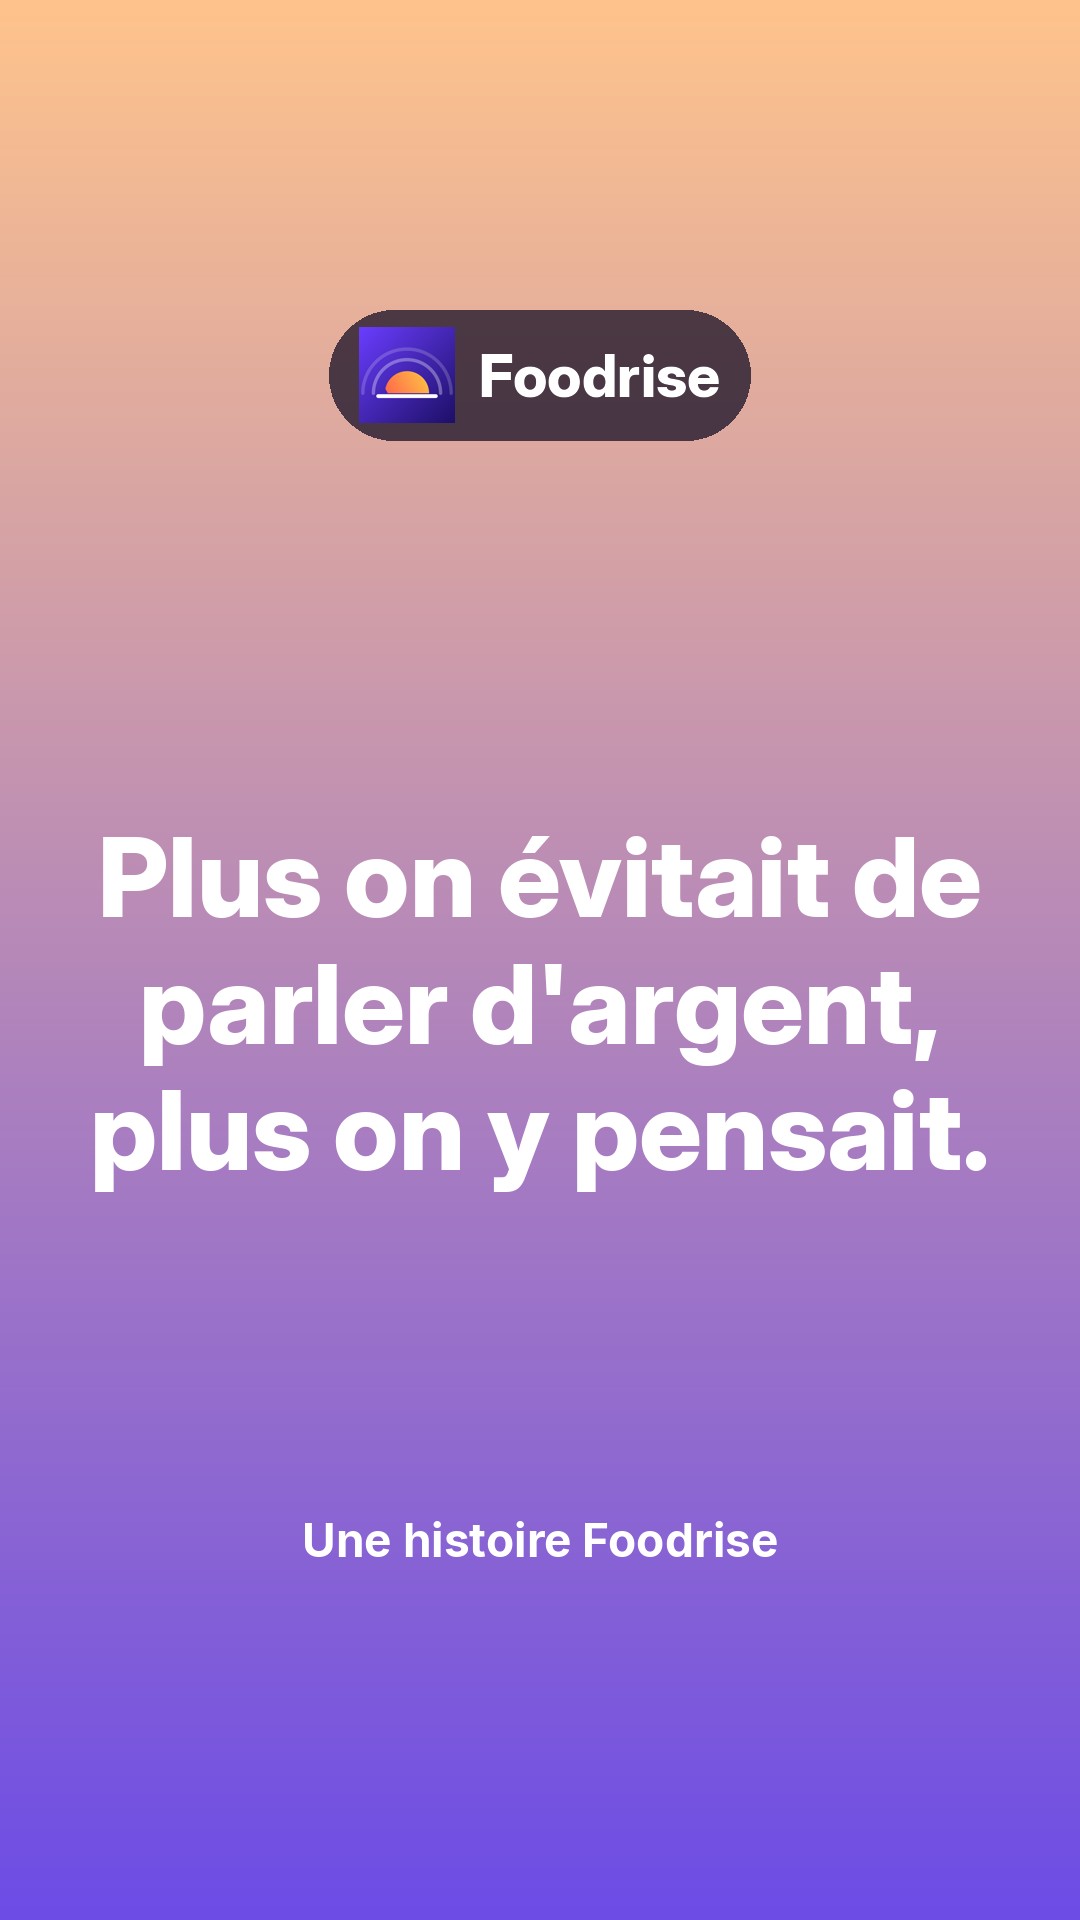 Foodrise
Plus on évitait de
parler d'argent,
plus on y pensait.
Une histoire Foodrise